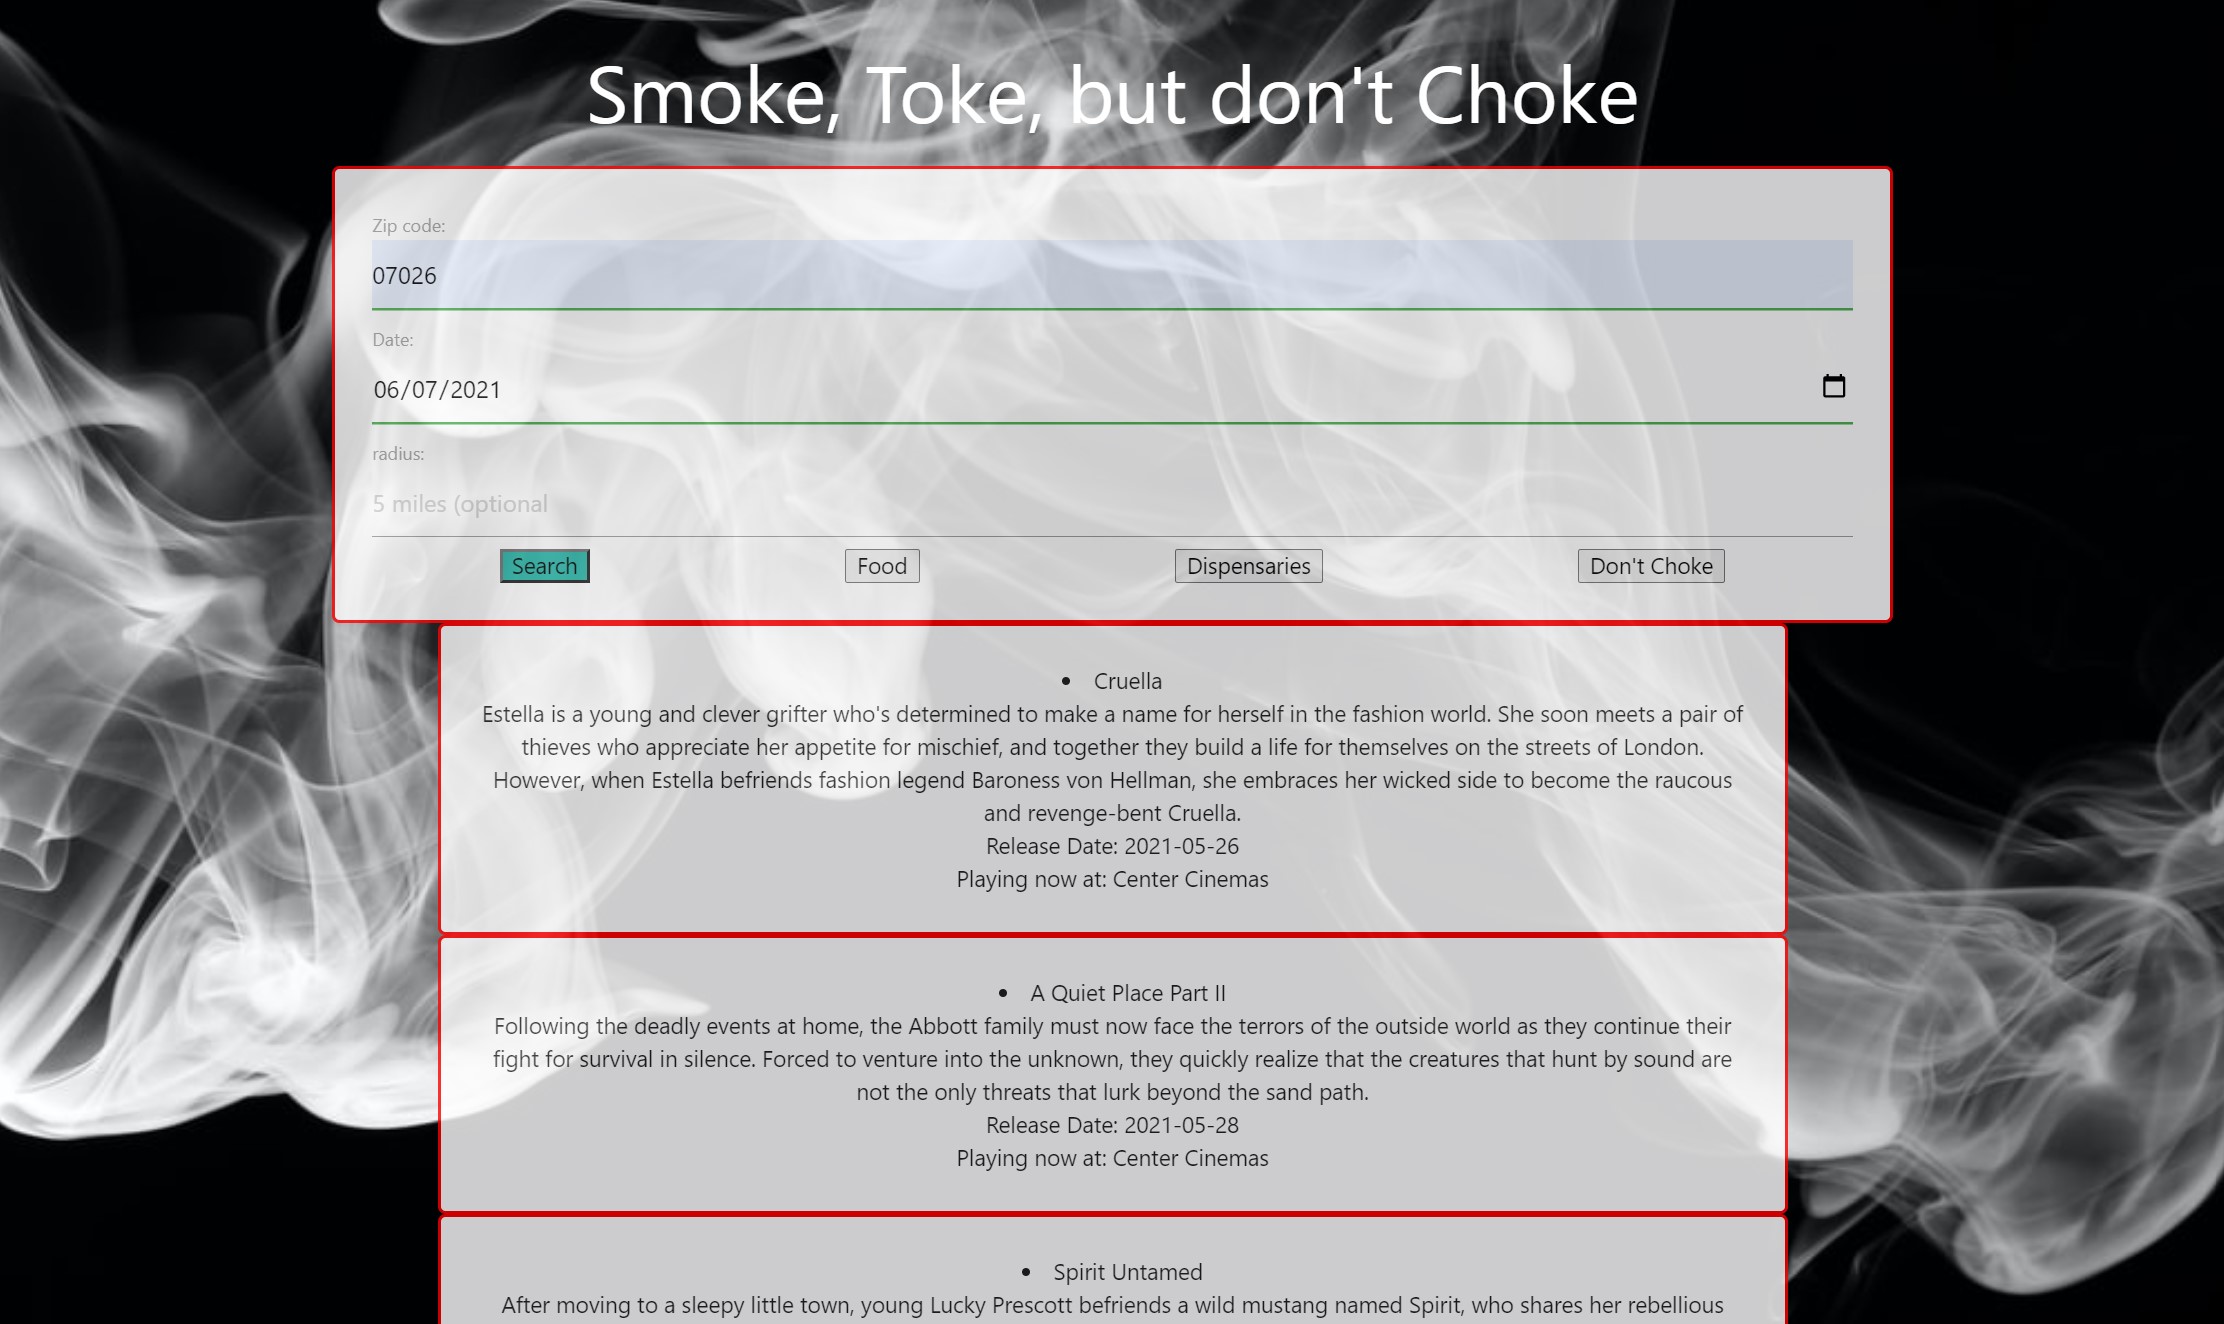 Smoke, Toke, but don't Choke
Zip code:
07026
Date:
06/07/2021
radius:
5 miles (optional
Search Food Dispensaries Don't Choke
• Cruella
Estella is a young and clever grifter who's determined to make a name for herself in the fashion world. She soon meets a pair of
thieves who appreciate her appetite for mischief, and together they build a life for themselves on the streets of London.
However, when Estella befriends fashion legend Baroness von Hellman, she embraces her wicked side to become the raucous
and revenge-bent Cruella.
Release Date: 2021-05-26
Playing now at: Center Cinemas
• A Quiet Place Part II
Following the deadly events at home, the Abbott family must now face the terrors of the outside world as they continue their
fight for survival in silence. Forced to venture into the unknown, they quickly realize that the creatures that hunt by sound are
not the only threats that lurk beyond the sand path.
Release Date: 2021-05-28
Playing now at: Center Cinemas
• Spirit Untamed
After moving to a sleepy little town, young Lucky Prescott befriends a wild mustang named Spirit, who shares her rebellious